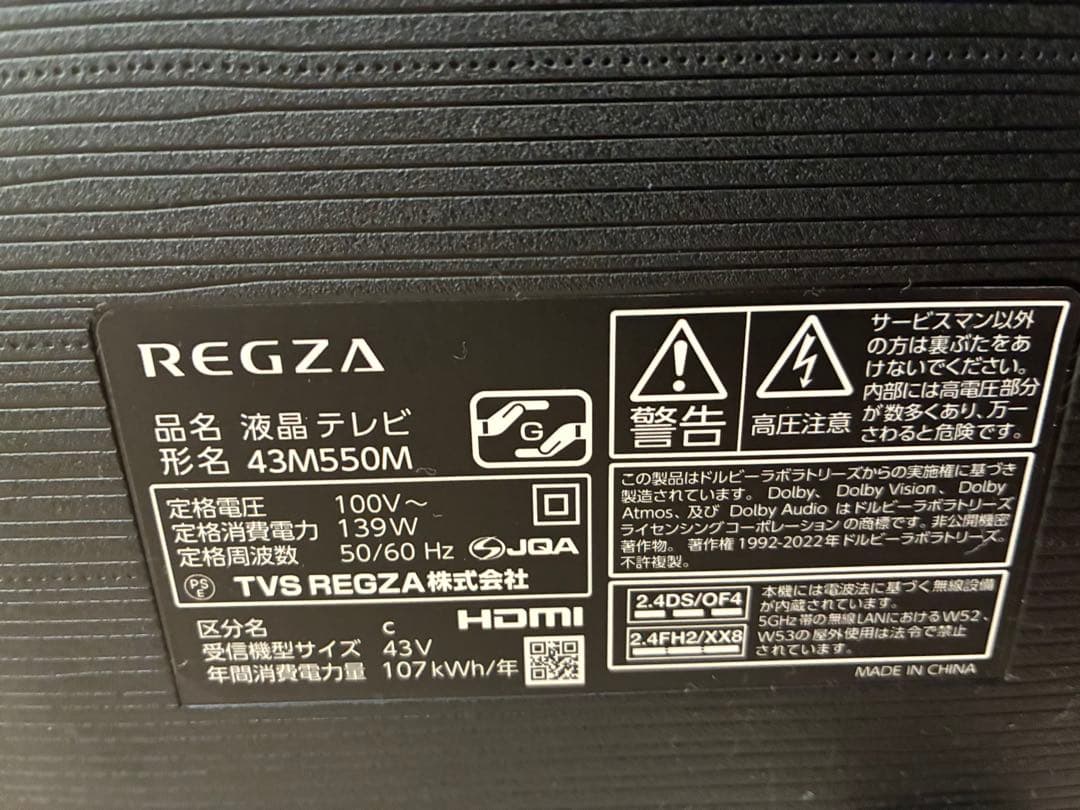 REGZA
品名 液晶テレビ
形名 43M550M
G
定格電圧 100V～
定格消費電力 139W
定格周波数 50/60 Hz
JQA
PS
E
TVS REGZA株式会社
HDMI
区分名 C
受信機型サイズ 43V
年間消費電力量 107kWh/年
警告
高圧注意
サービスマン以外
の方は裏ぶたをあ
けないでください。
内部には高電圧部分
が数多くあり、万一
さわると危険です。
この製品はドルビーラボラトリーズからの実施権に基づき
製造されています。Dolby、Dolby Vision、Dolby
Atmos、及び Dolby Audio はドルビーラボラトリーズ
ライセンシングコーポレーションの商標です。非公開機密
著作物。著作権1992-2022年ドルビーラボラトリーズ。
不許複製。
2.4DS/OF4
2.4FH2/XX8
本機には電波法に基づく無線設備
が内蔵されています。
5GHz帯の無線LANにおけるW52、
W53の屋外使用は法令で禁止
されています。
MADE IN CHINA